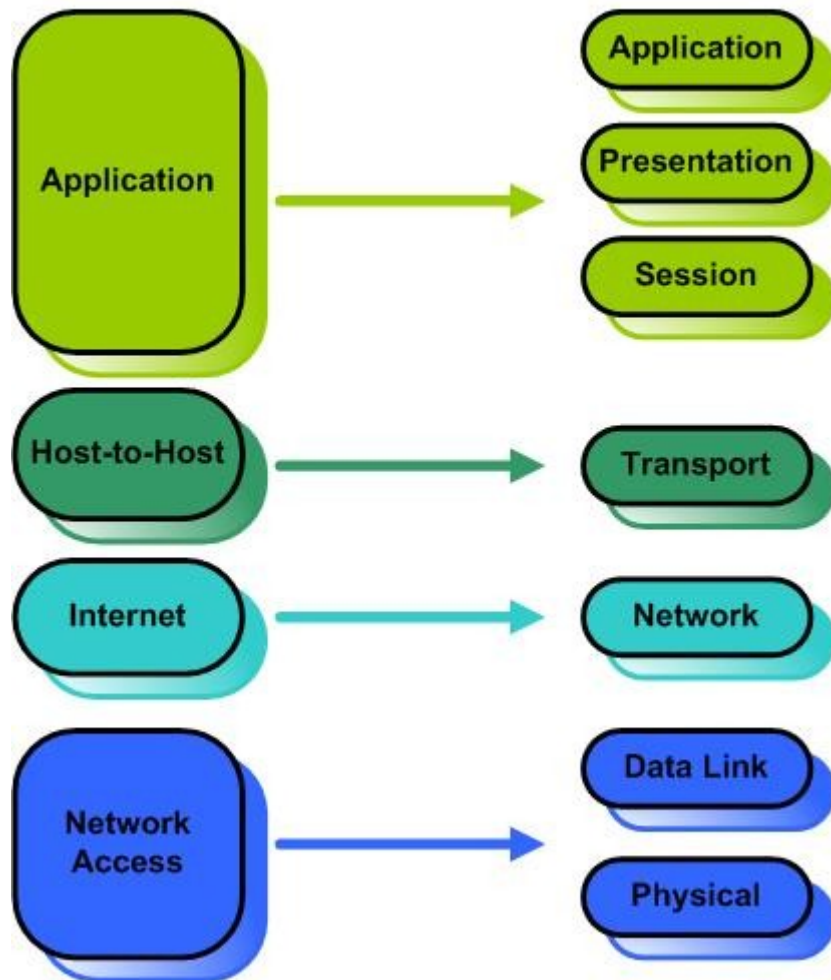 Application
Application
Presentation
Session
Host-to-Host
Transport
Internet
Network
Network
Access
Data Link
Physical